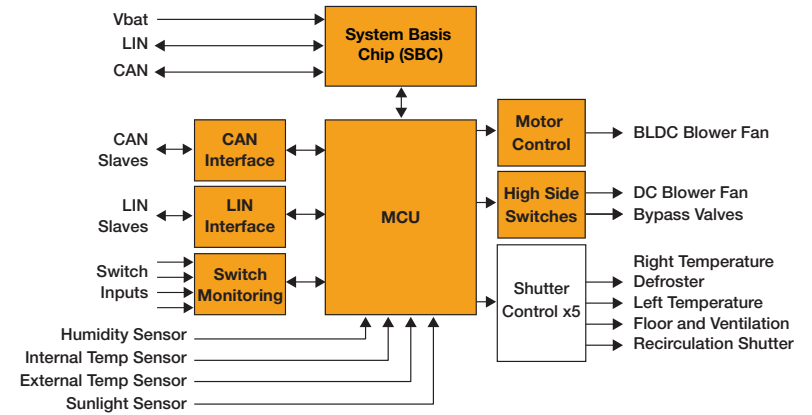 Vbat
LIN
CAN
System Basis
Chip (SBC)
CAN
Slaves
CAN
Interface
LIN
Slaves
LIN
Interface
Switch
Inputs
Switch
Monitoring
MCU
Motor
Control
BLDC Blower Fan
High Side
Switches
DC Blower Fan
Bypass Valves
Shutter
Control x5
Right Temperature
Defroster
Left Temperature
Floor and Ventilation
Recirculation Shutter
Humidity Sensor
Internal Temp Sensor
External Temp Sensor
Sunlight Sensor